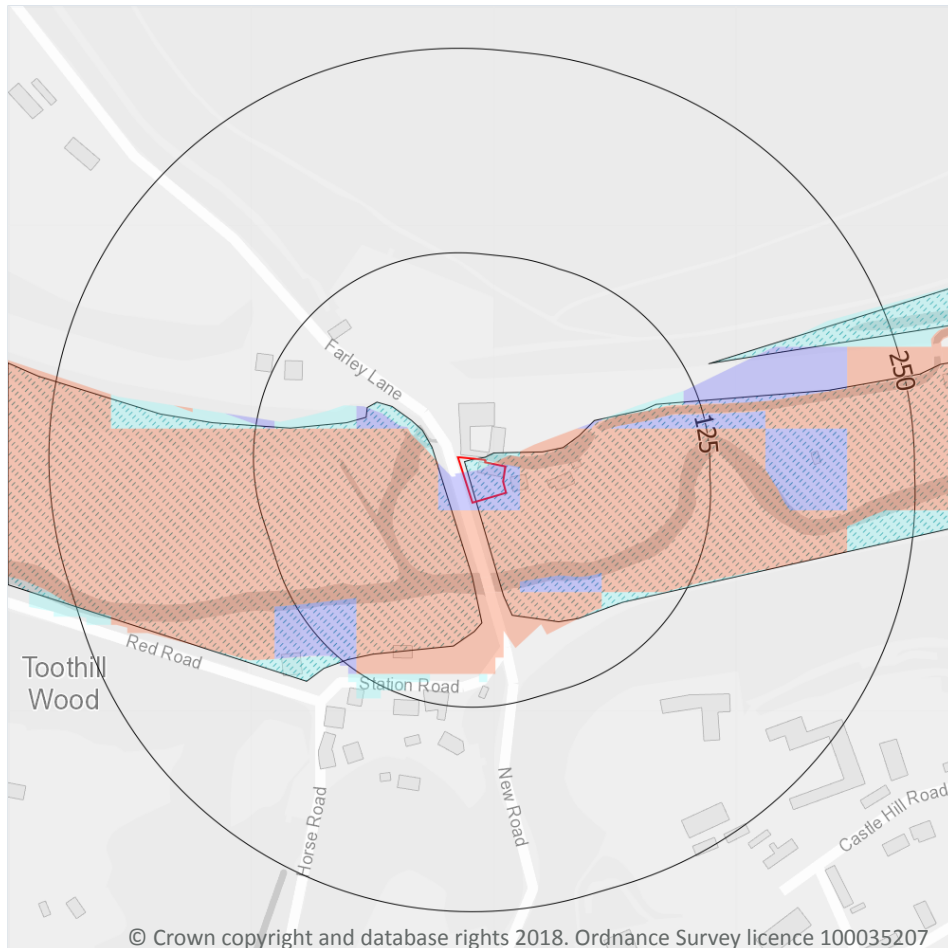 Farley Lane
250
125
Red Road
Toothill
Wood
Station Road
New Road
Horse Road
Castle Hill Road
© Crown copyright and database rights 2018. Ordnance Survey licence 100035207